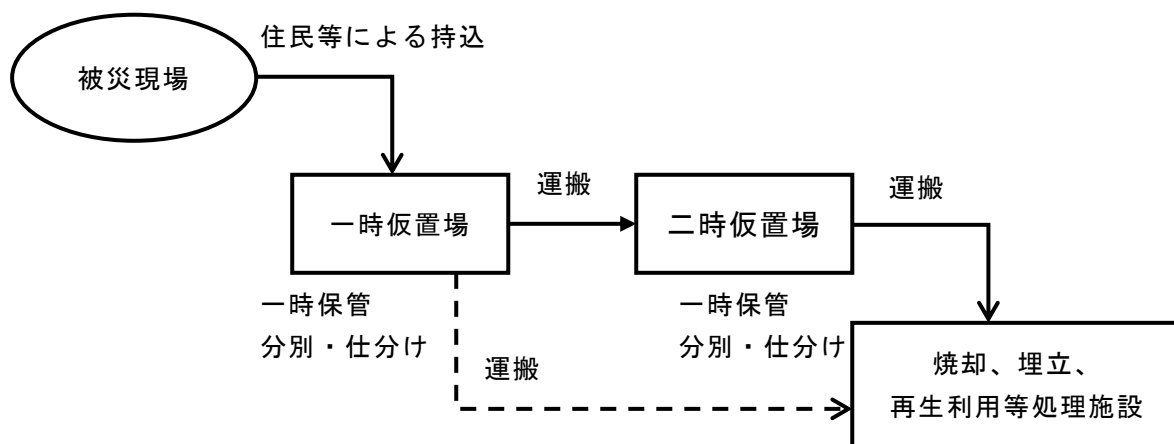 住民等による持込
被災現場
運搬
運搬
一時仮置場
二時仮置場
一時保管
分別・仕分け
一時保管
分別・仕分け
運搬
焼却、埋立、
再生利用等処理施設